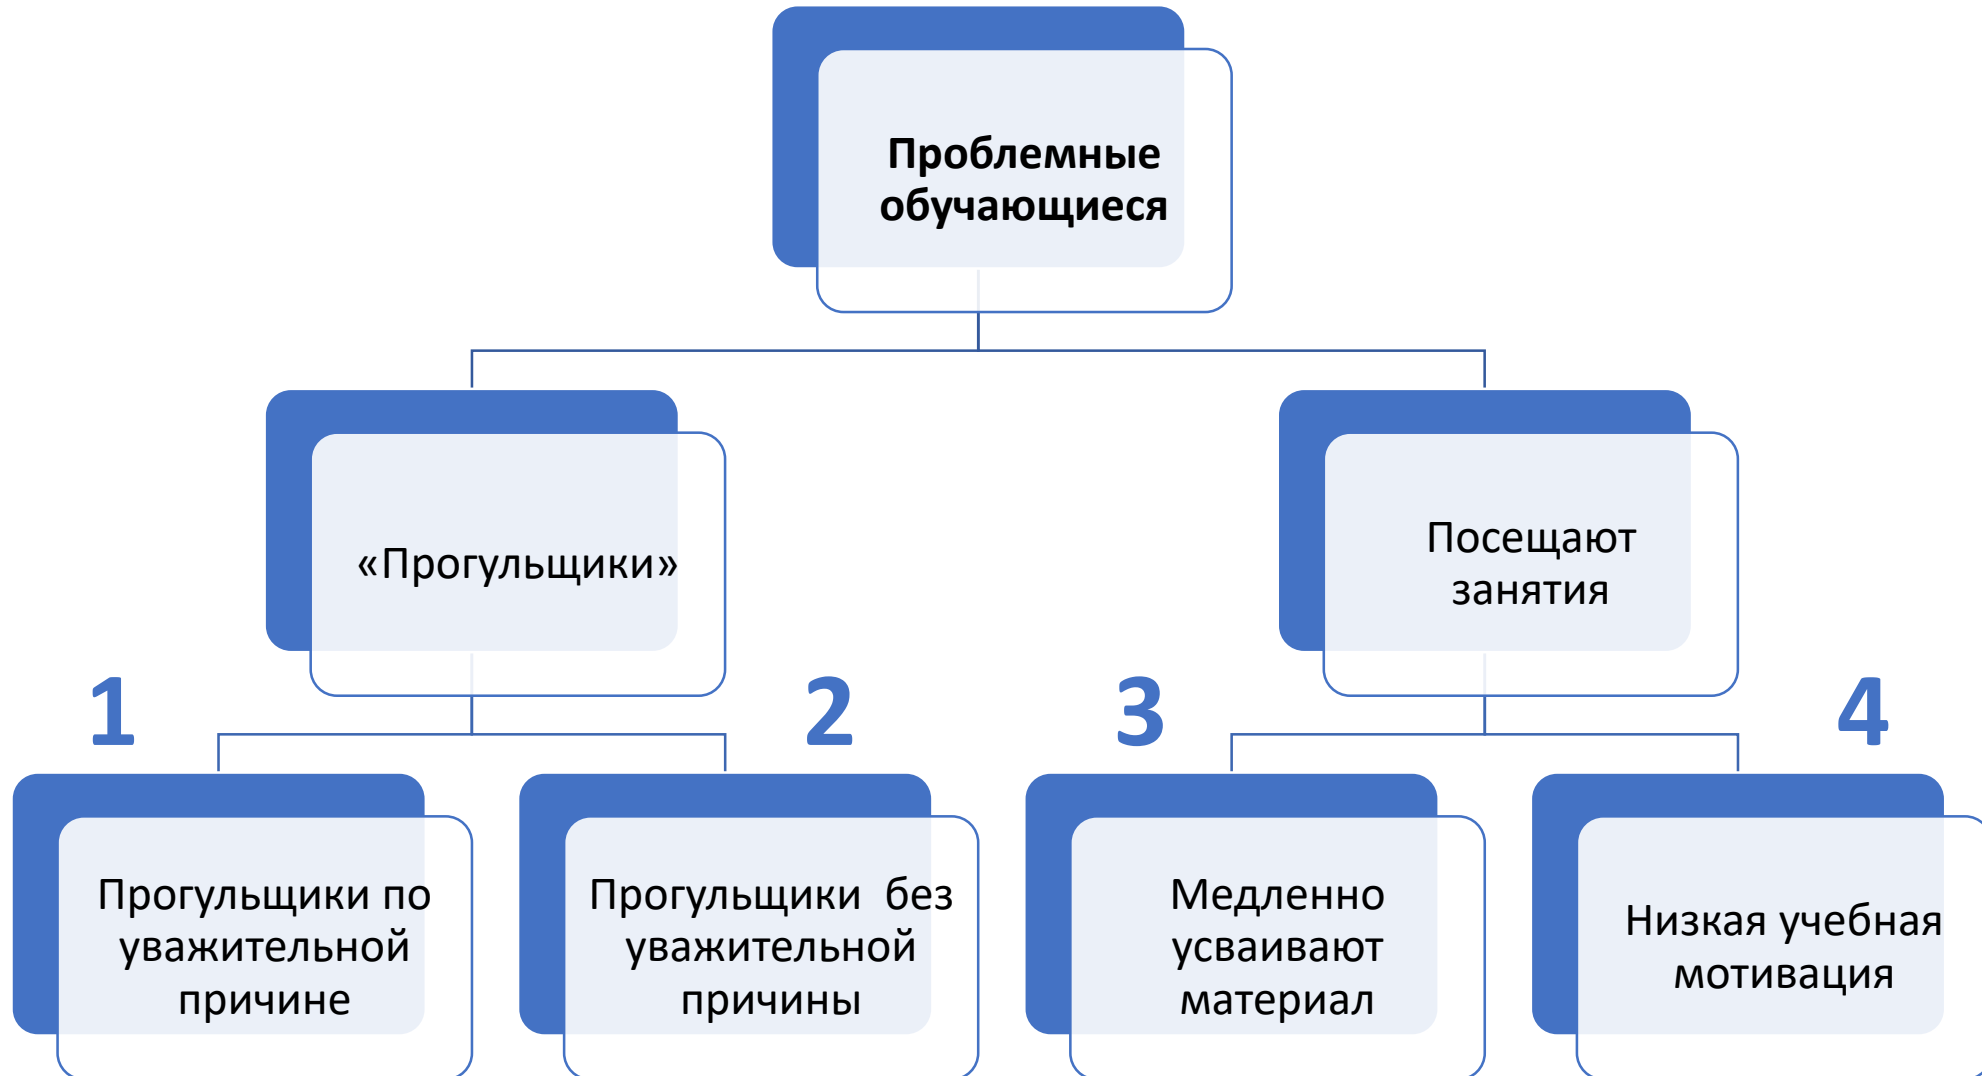 Проблемные
обучающиеся
«Прогульщики»
Посещают
занятия
1
2
3
4
Прогульщики по
уважительной
причине
Прогульщики  без
уважительной
причины
Медленно
усваивают
материал
Низкая учебная
мотивация